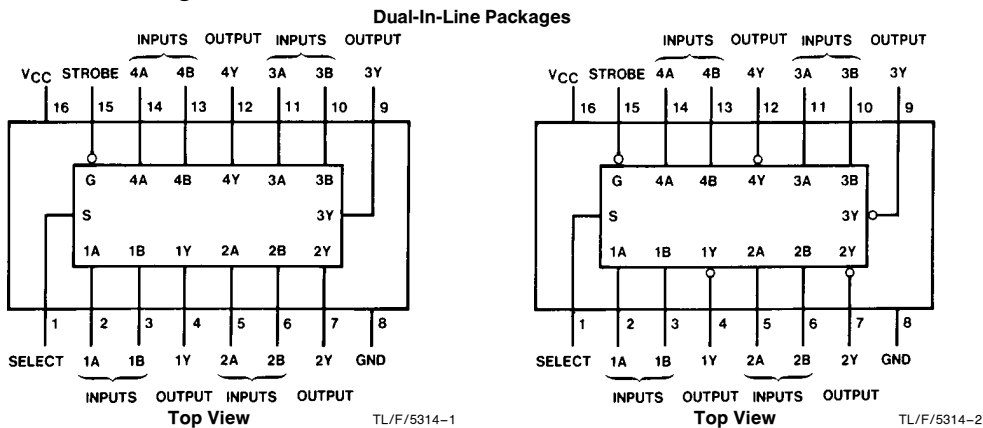 Dual-In-Line Packages
INPUTS OUTPUT INPUTS OUTPUT
VCC STROBE 4A 4B 4Y 3A 3B 3Y
16 15 14 13 12 11 10 9
G 4A 4B 4Y 3A 3B
S 3Y
1A 1B 1Y 2A 2B 2Y
1 2 3 4 5 6 7 8
SELECT 1A 1B 1Y 2A 2B 2Y GND
INPUTS OUTPUT INPUTS OUTPUT
Top View TL/F/5314–1
INPUTS OUTPUT INPUTS OUTPUT
VCC STROBE 4A 4B 4Y 3A 3B 3Y
16 15 14 13 12 11 10 9
G 4A 4B 4Y 3A 3B
S 3Y
1A 1B 1Y 2A 2B 2Y
1 2 3 4 5 6 7 8
SELECT 1A 1B 1Y 2A 2B 2Y GND
INPUTS OUTPUT INPUTS OUTPUT
Top View TL/F/5314–2